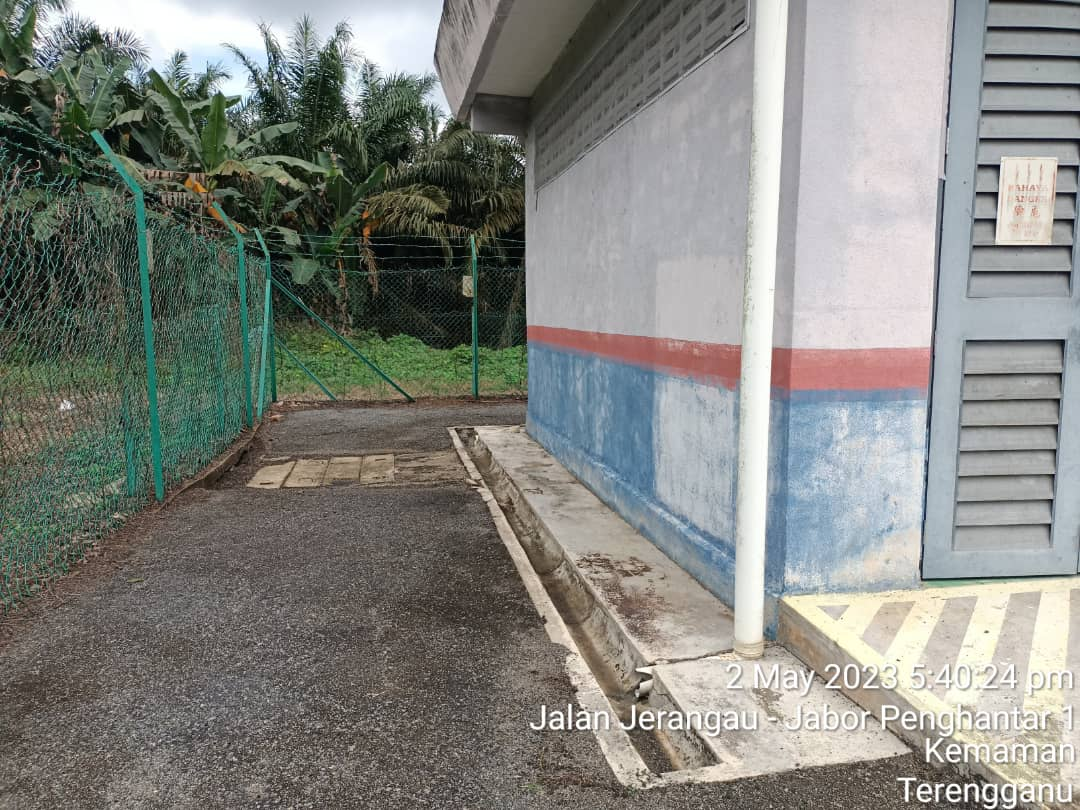 BAHAYA
DANGER
2 May 2023 5:40:24 pm
Jalan Jerangau - Jabor Penghantar 1
Kemaman
Terengganu